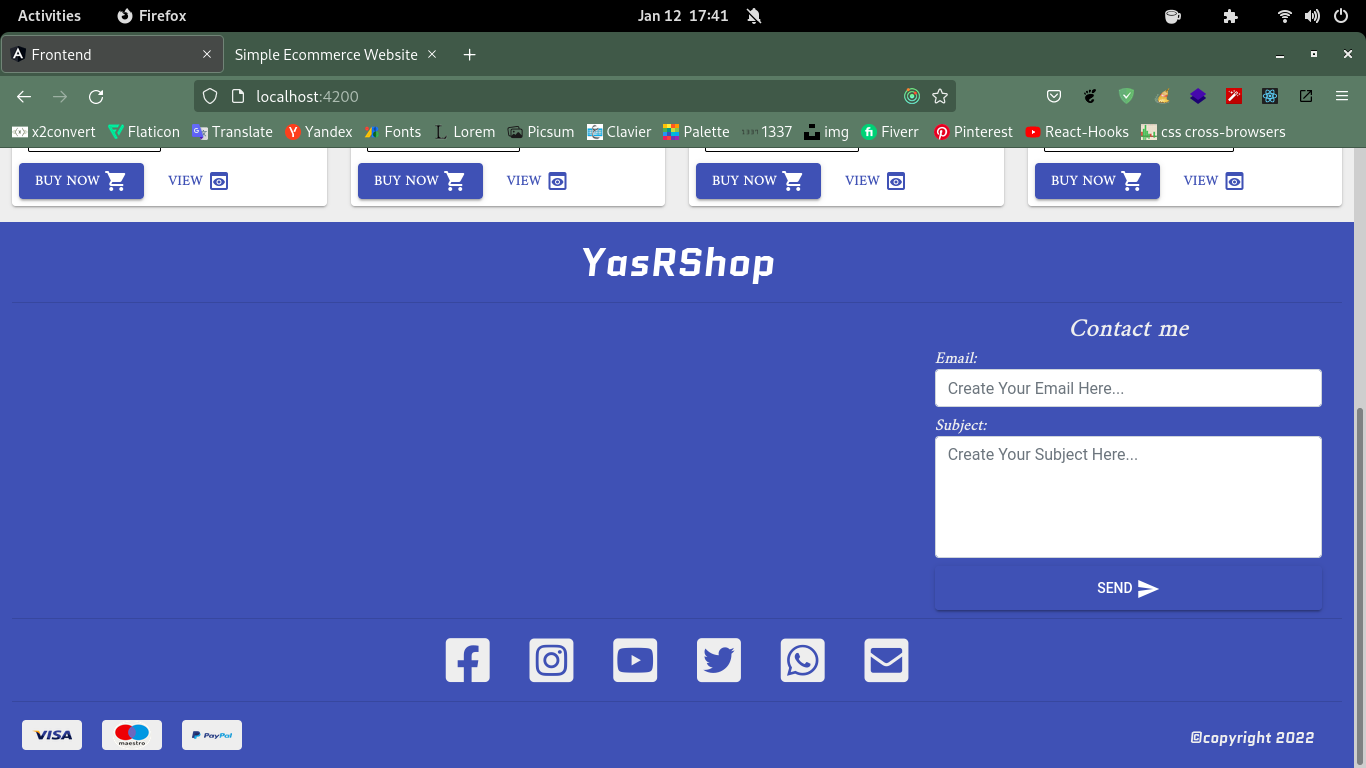 Activities Firefox Jan 12 17:41
Frontend Simple Ecommerce Website
localhost:4200
x2convert Flaticon Translate Yandex Fonts Lorem Picsum Clavier Palette 1337 1337 img Fiverr Pinterest React-Hooks css cross-browsers
BUY NOW VIEW BUY NOW VIEW BUY NOW VIEW BUY NOW VIEW
YasRShop
Contact me
Email:
Create Your Email Here...
Subject:
Create Your Subject Here...
SEND
VISA maestro PayPal
©copyright 2022